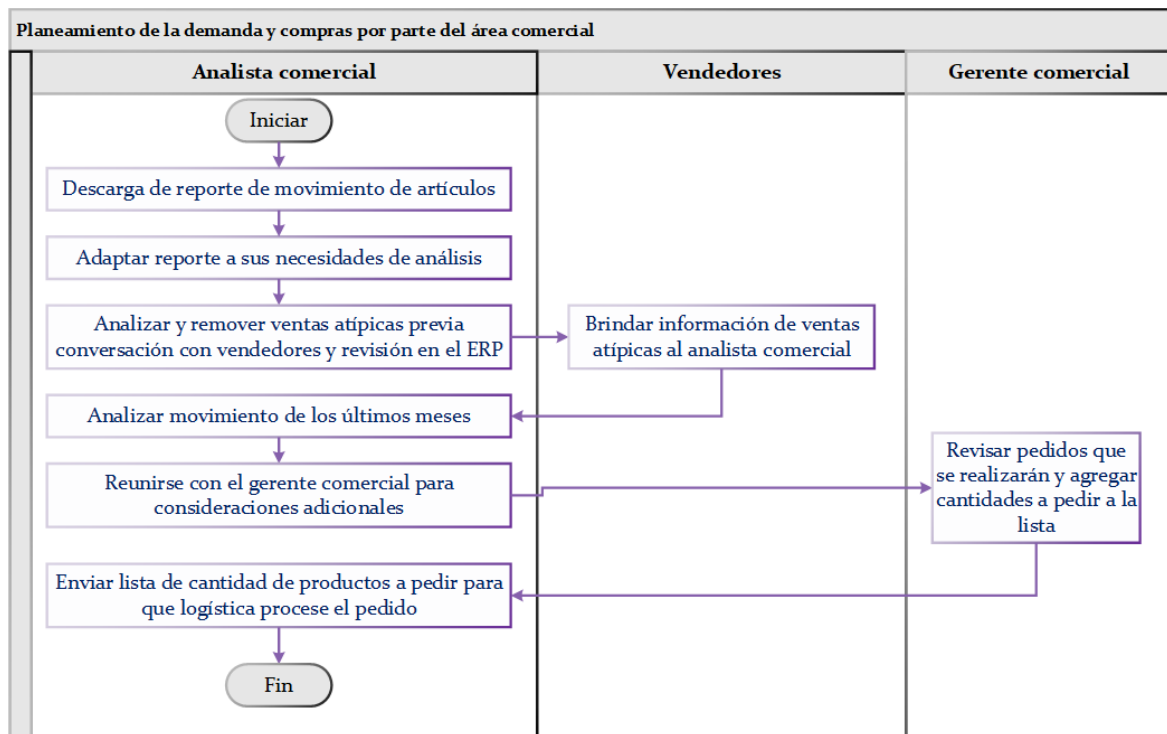 Planeamiento de la demanda y compras por parte del área comercial
Analista comercial
Vendedores
Gerente comercial
Iniciar
Descarga de reporte de movimiento de artículos
Adaptar reporte a sus necesidades de análisis
Analizar y remover ventas atípicas previa
conversación con vendedores y revisión en el ERP
Brindar información de ventas
atípicas al analista comercial
Analizar movimiento de los últimos meses
Reunirse con el gerente comercial para
consideraciones adicionales
Revisar pedidos que
se realizarán y agregar
cantidades a pedir a la
lista
Enviar lista de cantidad de productos a pedir para
que logística procese el pedido
Fin